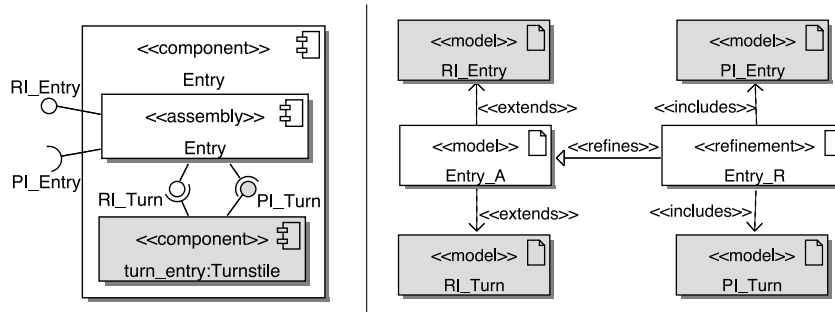 <<component>>
Entry
RI_Entry
<<assembly>>
Entry
PI_Entry
RI_Turn
PI_Turn
<<component>>
turn_entry:Turnstile
<<model>>
RI_Entry
<<model>>
PI_Entry
<<extends>>
<<includes>>
<<model>>
Entry_A
<<refines>>
<<refinement>>
Entry_R
<<extends>>
<<includes>>
<<model>>
RI_Turn
<<model>>
PI_Turn